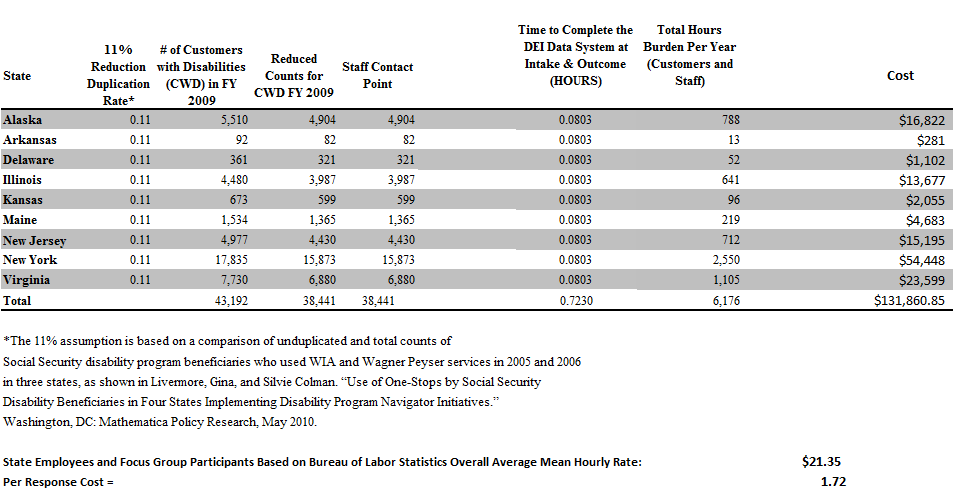 State 11% Reduction Duplication Rate* # of Customers with Disabilities (CWD) in FY 2009 Reduced Counts for CWD FY 2009 Staff Contact Point Time to Complete the DEI Data System at Intake & Outcome (HOURS) Total Hours Burden Per Year (Customers and Staff) Cost
Alaska 0.11 5,510 4,904 4,904 0.0803 788 $16,822
Arkansas 0.11 92 82 82 0.0803 13 $281
Delaware 0.11 361 321 321 0.0803 52 $1,102
Illinois 0.11 4,480 3,987 3,987 0.0803 641 $13,677
Kansas 0.11 673 599 599 0.0803 96 $2,055
Maine 0.11 1,534 1,365 1,365 0.0803 219 $4,683
New Jersey 0.11 4,977 4,430 4,430 0.0803 712 $15,195
New York 0.11 17,835 15,873 15,873 0.0803 2,550 $54,448
Virginia 0.11 7,730 6,880 6,880 0.0803 1,105 $23,599
Total 43,192 38,441 38,441 0.7230 6,176 $131,860.85
*The 11% assumption is based on a comparison of unduplicated and total counts of
Social Security disability program beneficiaries who used WIA and Wagner Peyser services in 2005 and 2006
in three states, as shown in Livermore, Gina, and Silvie Colman. “Use of One-Stops by Social Security
Disability Beneficiaries in Four States Implementing Disability Program Navigator Initiatives.”
Washington, DC: Mathematica Policy Research, May 2010.
State Employees and Focus Group Participants Based on Bureau of Labor Statistics Overall Average Mean Hourly Rate: $21.35
Per Response Cost = 1.72